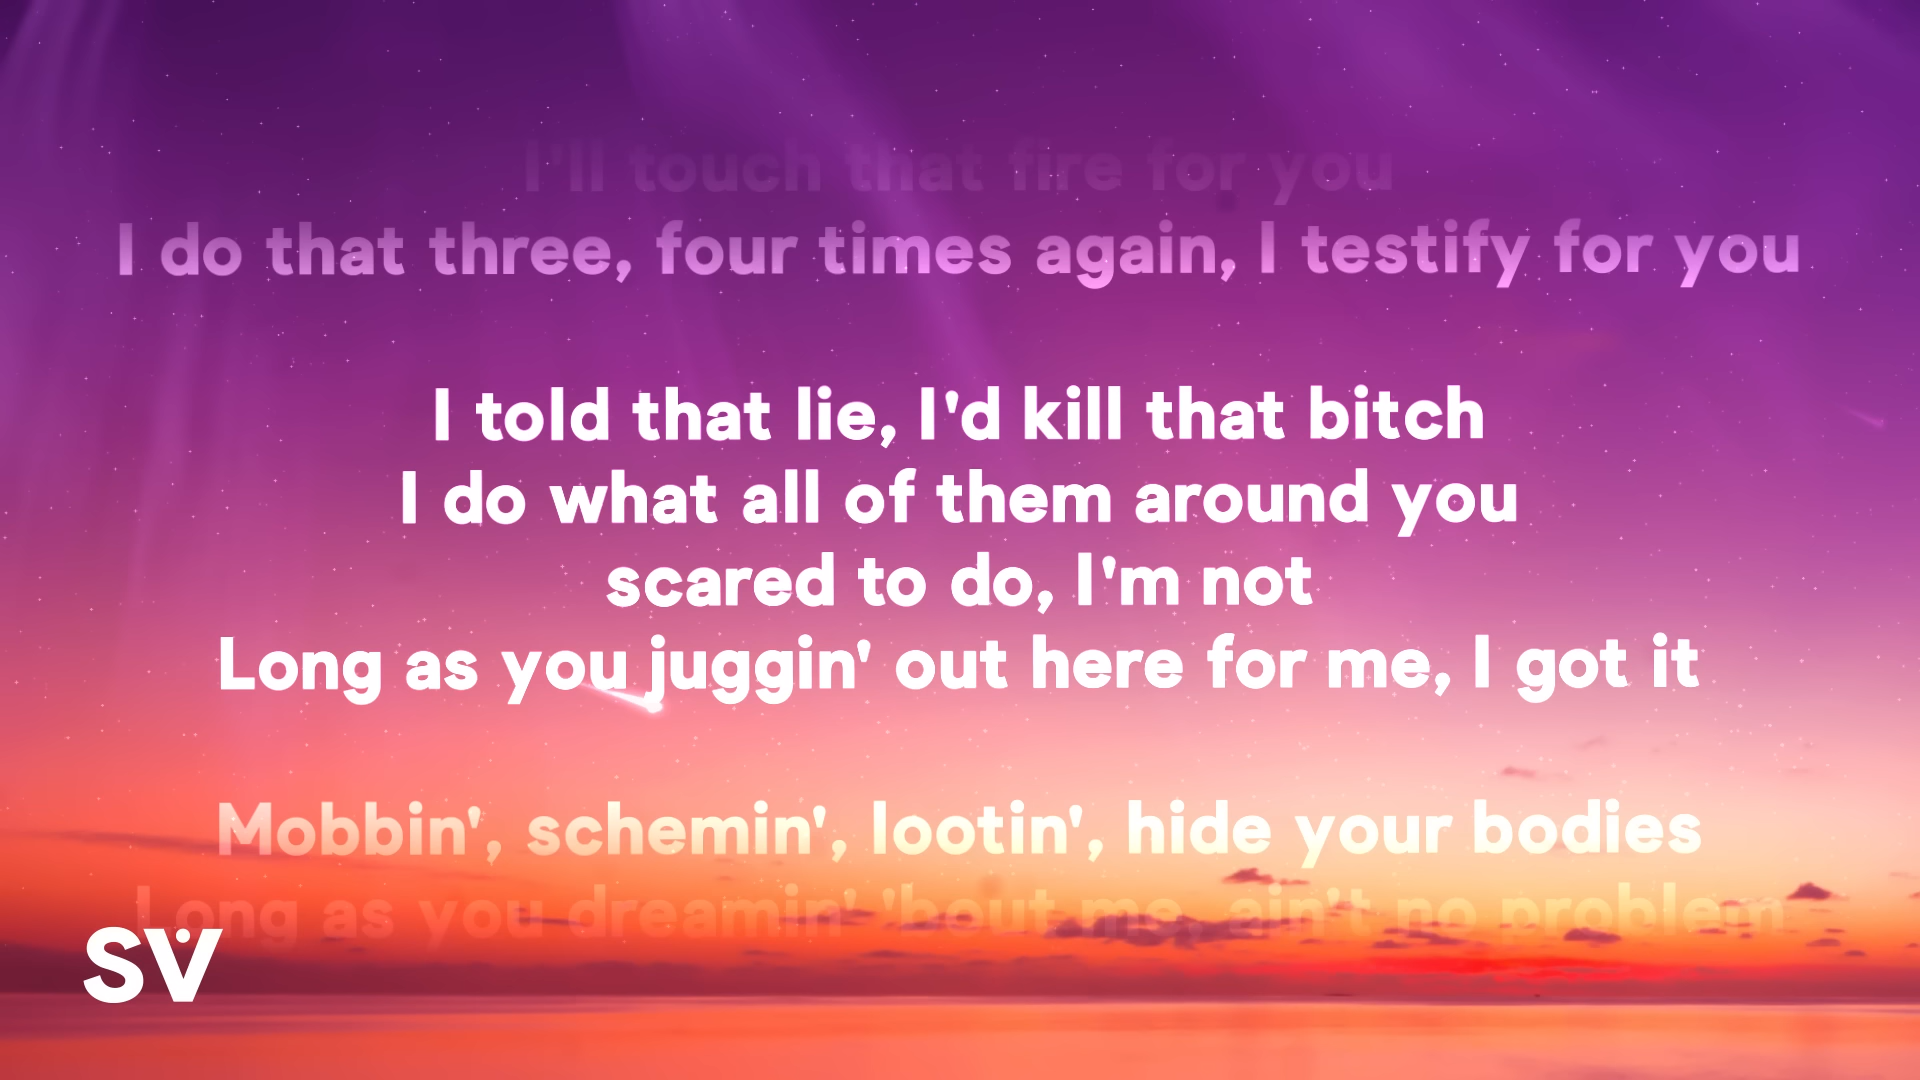 I'll touch that fire for you
I do that three, four times again, I testify for you
I told that lie, I'd kill that bitch
I do what all of them around you
scared to do, I'm not
Long as you juggin' out here for me, I got it
Mobbin', schemin', lootin', hide your bodies
Long as you dreamin' 'bout me, ain't no problem
SV